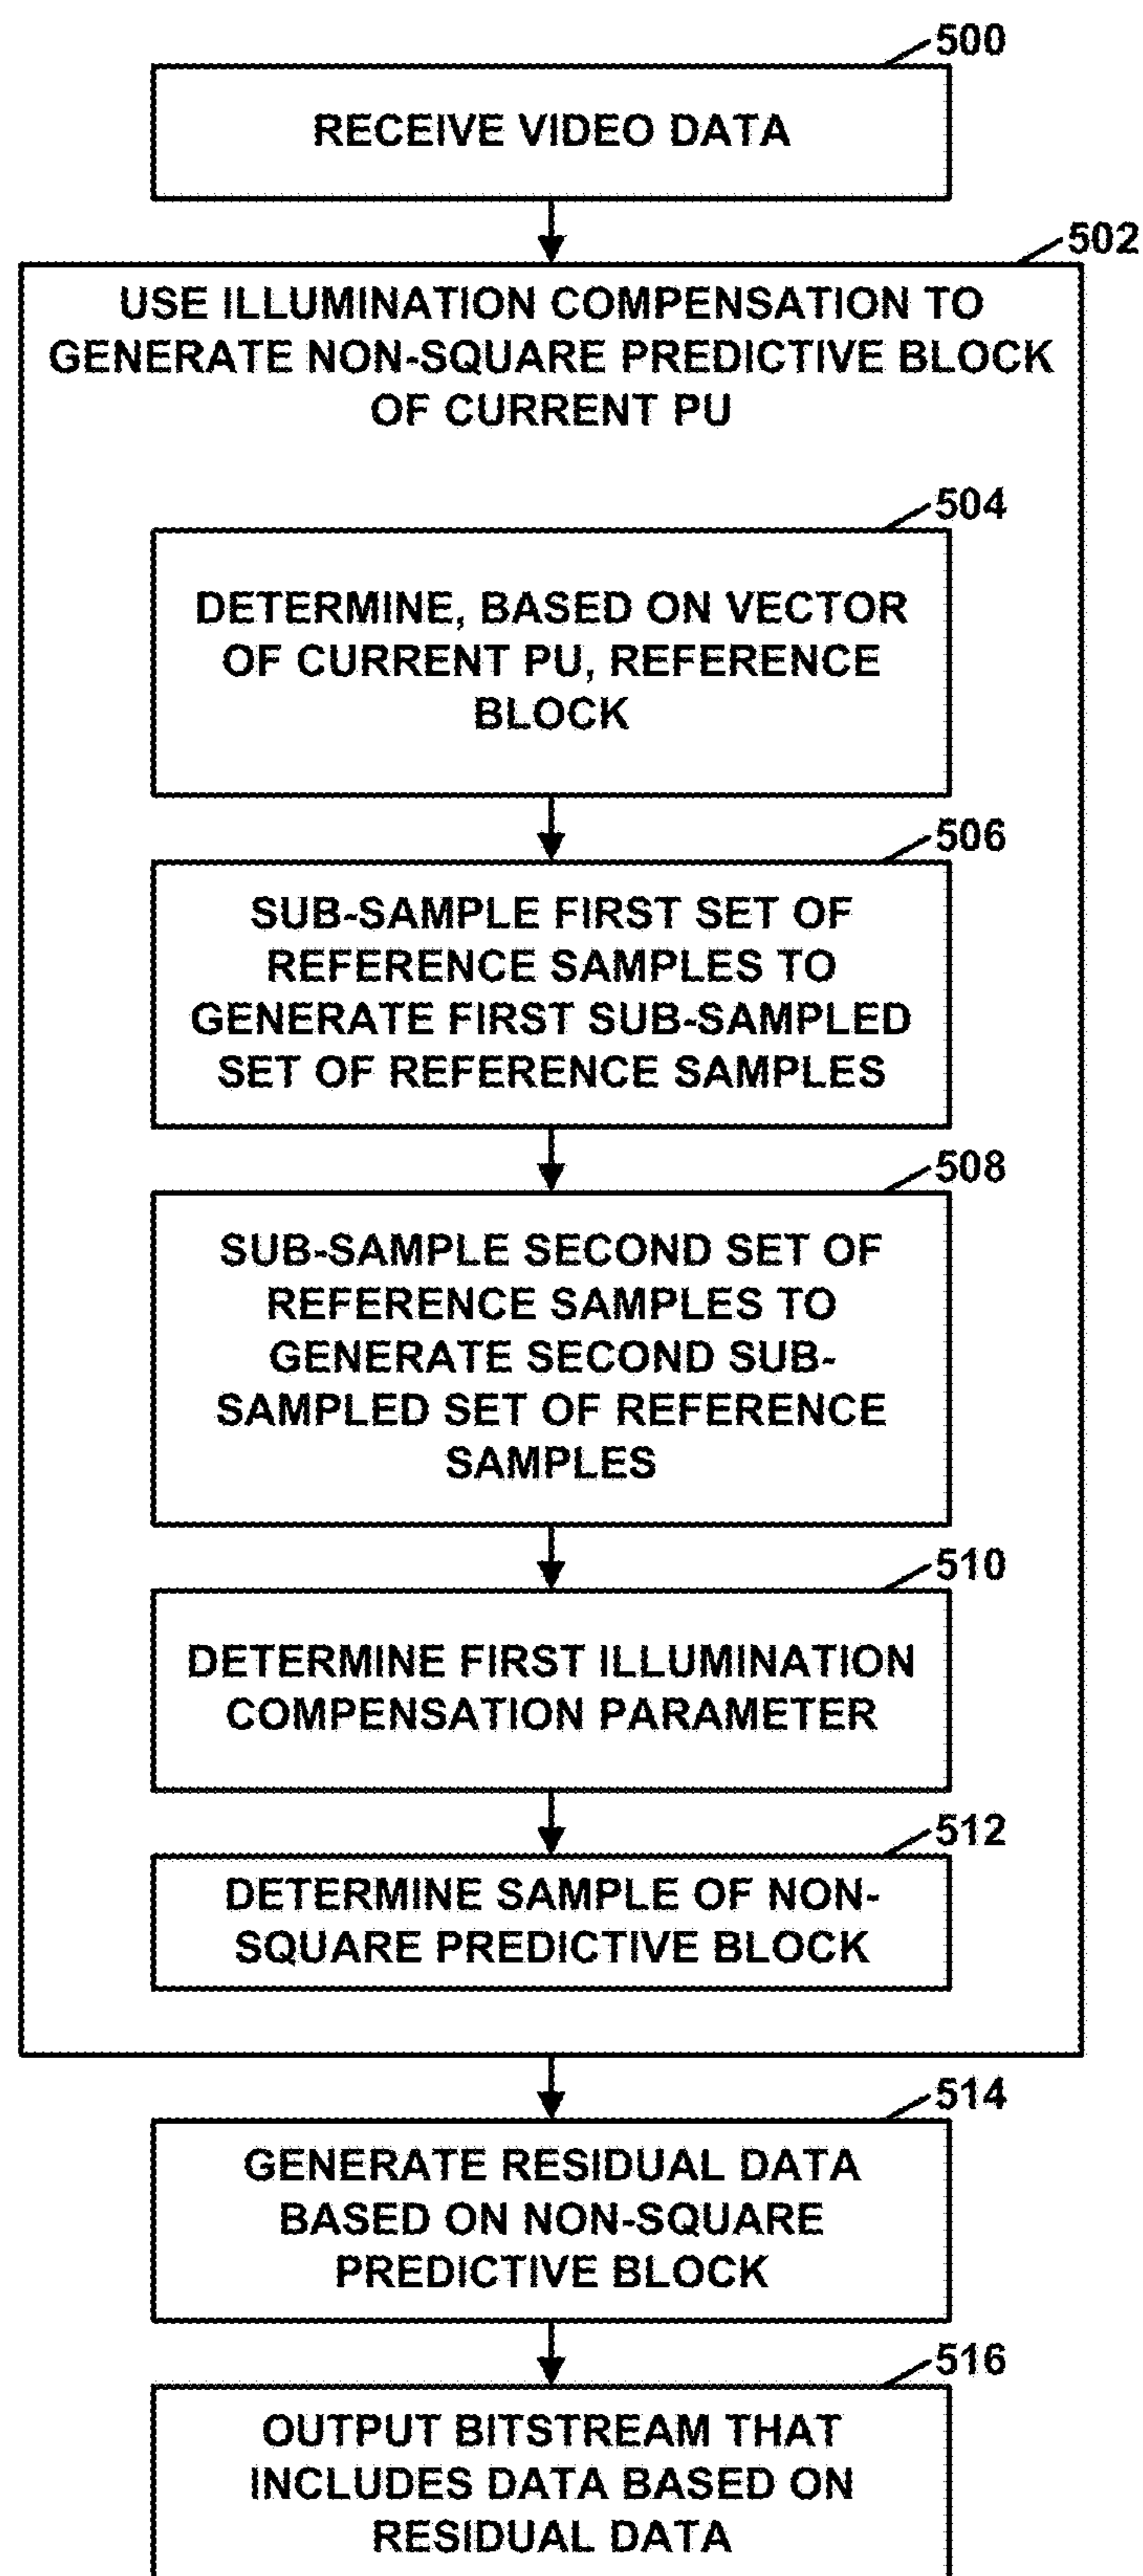 500
RECEIVE VIDEO DATA
502
USE ILLUMINATION COMPENSATION TO
GENERATE NON-SQUARE PREDICTIVE BLOCK
OF CURRENT PU
504
DETERMINE, BASED ON VECTOR
OF CURRENT PU, REFERENCE
BLOCK
506
SUB-SAMPLE FIRST SET OF
REFERENCE SAMPLES TO
GENERATE FIRST SUB-SAMPLED
SET OF REFERENCE SAMPLES
508
SUB-SAMPLE SECOND SET OF
REFERENCE SAMPLES TO
GENERATE SECOND SUB-
SAMPLED SET OF REFERENCE
SAMPLES
510
DETERMINE FIRST ILLUMINATION
COMPENSATION PARAMETER
512
DETERMINE SAMPLE OF NON-
SQUARE PREDICTIVE BLOCK
514
GENERATE RESIDUAL DATA
BASED ON NON-SQUARE
PREDICTIVE BLOCK
516
OUTPUT BITSTREAM THAT
INCLUDES DATA BASED ON
RESIDUAL DATA